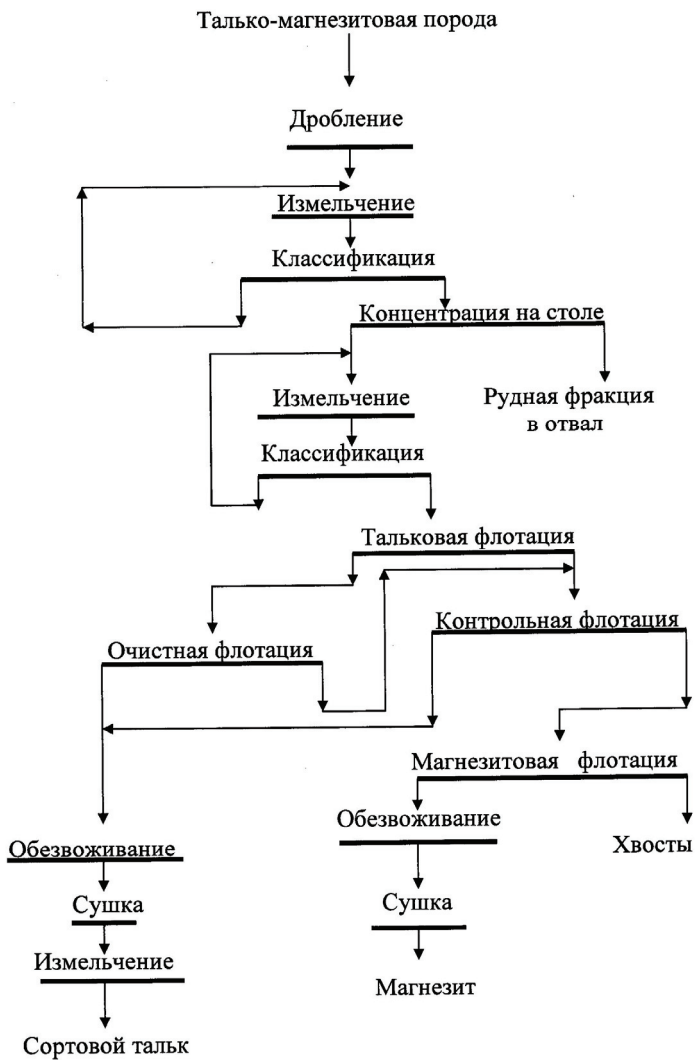 Талько-магнезитовая порода
Дробление
Измельчение
Классификация
Концентрация на столе
Измельчение
Рудная фракция
в отвал
Классификация
Тальковая флотация
Контрольная флотация
Очистная флотация
Магнезитовая флотация
Обезвоживание
Хвосты
Обезвоживание
Сушка
Сушка
Измельчение
Магнезит
Сортовой тальк